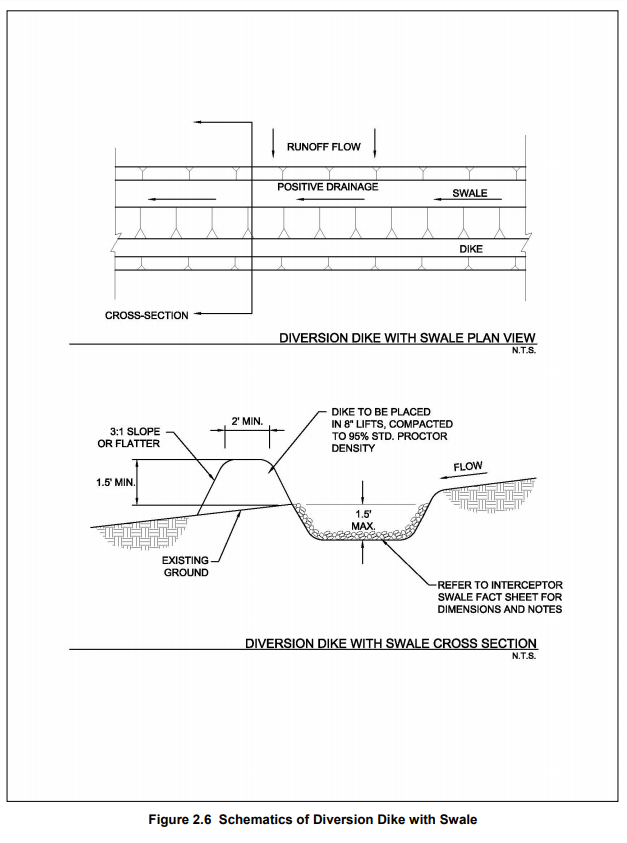 RUNOFF FLOW
POSITIVE DRAINAGE
SWALE
DIKE
CROSS-SECTION
DIVERSION DIKE WITH SWALE PLAN VIEW
N.T.S.
2' MIN.
DIKE TO BE PLACED
IN 8" LIFTS, COMPACTED
TO 95% STD. PROCTOR
DENSITY
3:1 SLOPE
OR FLATTER
FLOW
1.5' MIN.
1.5'
MAX.
EXISTING
GROUND
REFER TO INTERCEPTOR
SWALE FACT SHEET FOR
DIMENSIONS AND NOTES
DIVERSION DIKE WITH SWALE CROSS SECTION
N.T.S.
Figure 2.6 Schematics of Diversion Dike with Swale